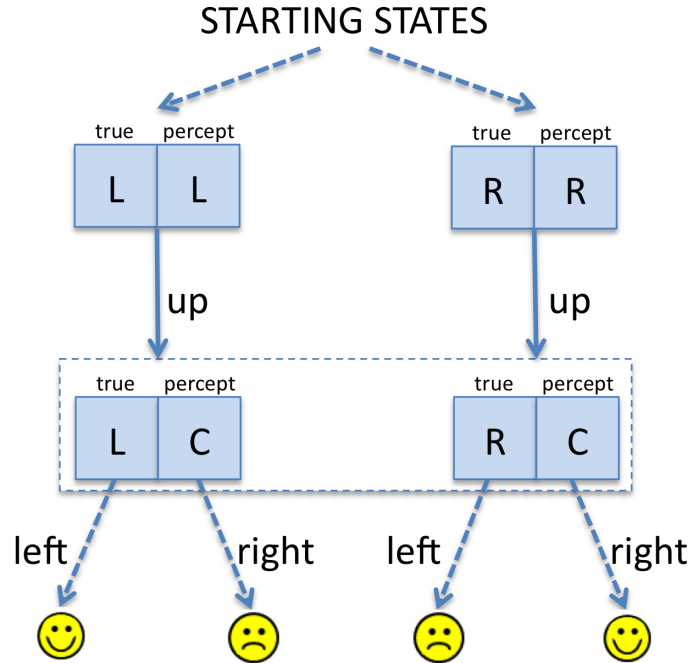 STARTING STATES
true percept true percept
L L R R
up up
true percept true percept
L C R C
left right left right